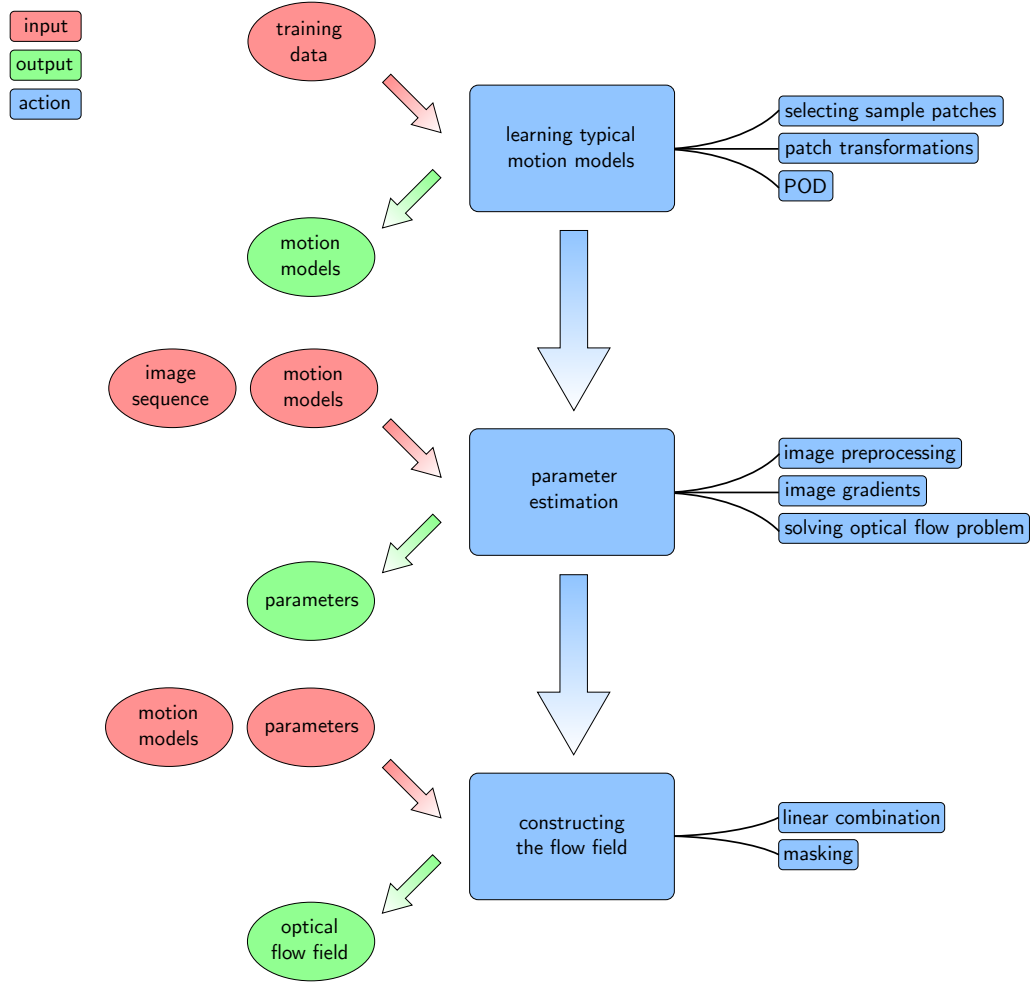 input
output
action
training
data
learning typical
motion models
selecting sample patches
patch transformations
POD
motion
models
image
sequence
motion
models
parameter
estimation
image preprocessing
image gradients
solving optical flow problem
parameters
motion
models
parameters
constructing
the flow field
linear combination
masking
optical
flow field